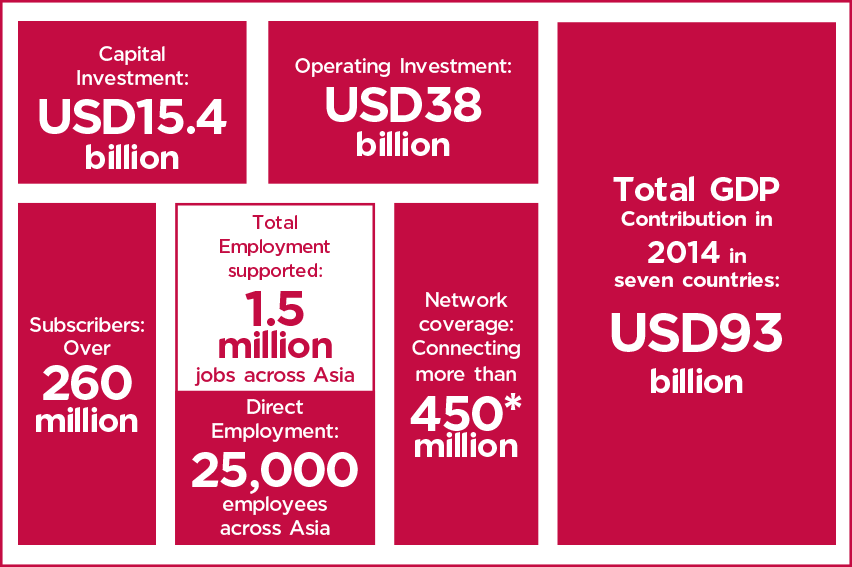 Capital
Investment:
USD15.4
billion
Operating Investment:
USD38
billion
Total GDP
Contribution in
2014 in
seven countries:
USD93
billion
Subscribers:
Over
260
million
Total
Employment
supported:
1.5
million
jobs across Asia
Direct
Employment:
25,000
employees
across Asia
Network
coverage:
Connecting
more than
450*
million